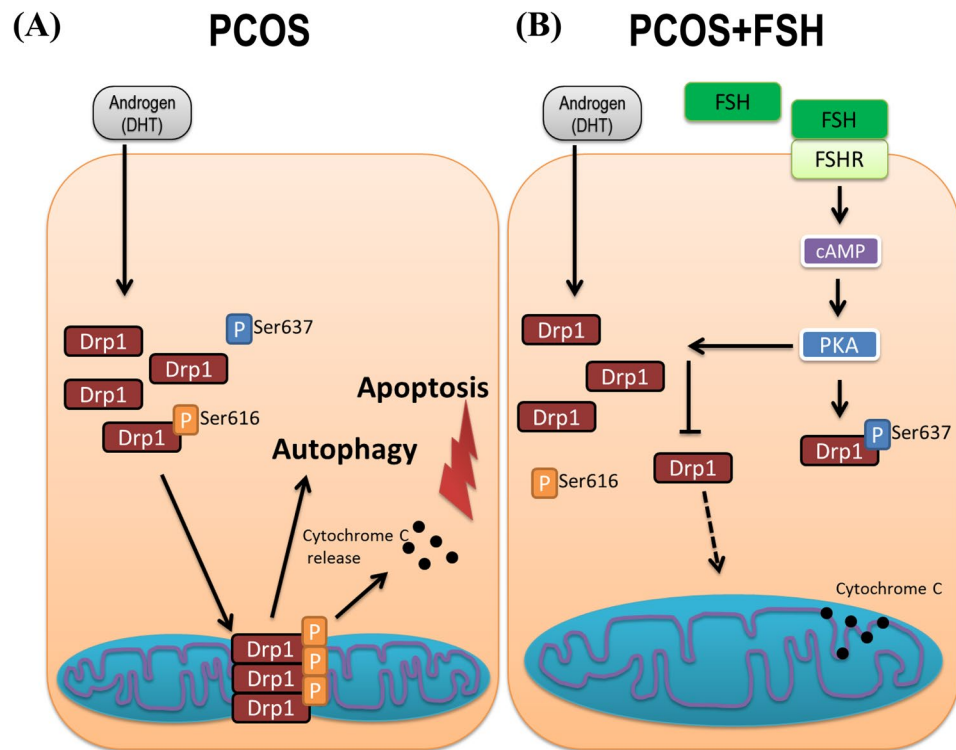 (A)
PCOS
Androgen
(DHT)
P Ser637
Drp1
Drp1
Drp1
P Ser616
Drp1
Apoptosis
Autophagy
Cytochrome C
release
P
Drp1
P
Drp1
P
Drp1
(B)
PCOS+FSH
Androgen
(DHT)
FSH
FSH
FSHR
cAMP
PKA
Drp1
Drp1
Drp1
P Ser637
Drp1
Drp1
P Ser616
Cytochrome C